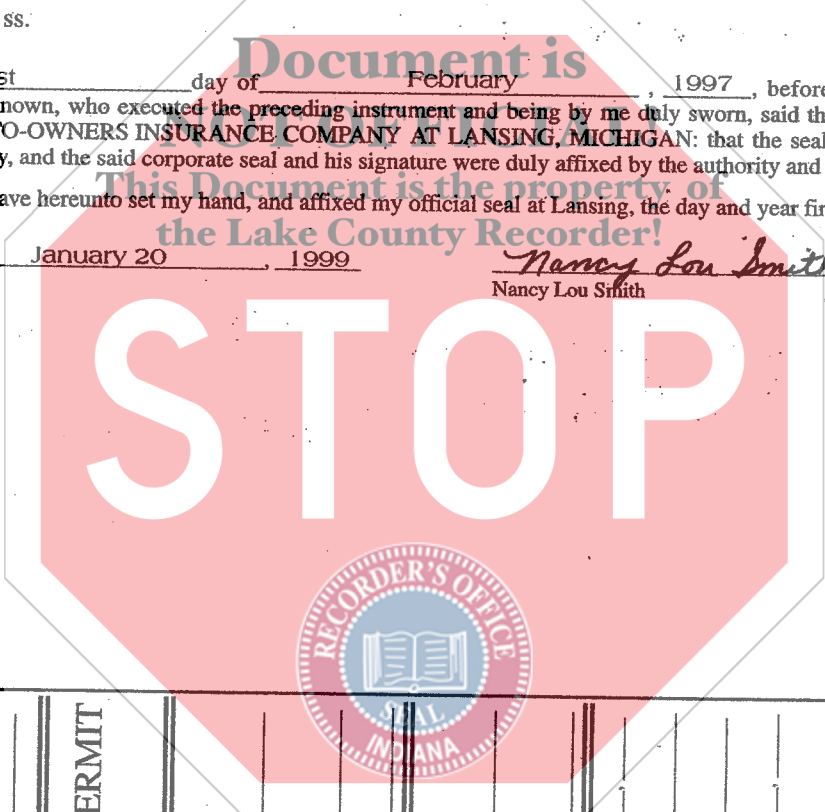 ss.
Document is
st day of February , 1997 , before
nown, who executed the preceding instrument and being by me duly sworn, said th
NOT OFFICIAL
O-OWNERS INSURANCE COMPANY AT LANSING, MICHIGAN: that the seal
y, and the said corporate seal and his signature were duly affixed by the authority and
This Document is the property of
ave hereunto set my hand, and affixed my official seal at Lansing, the day and year fir
the Lake County Recorder!
January 20 , 1999 Nancy Lou Smith
Nancy Lou Smith
STOP
RECORDER'S OFFICE
SEAL
INDIANA
ERMIT